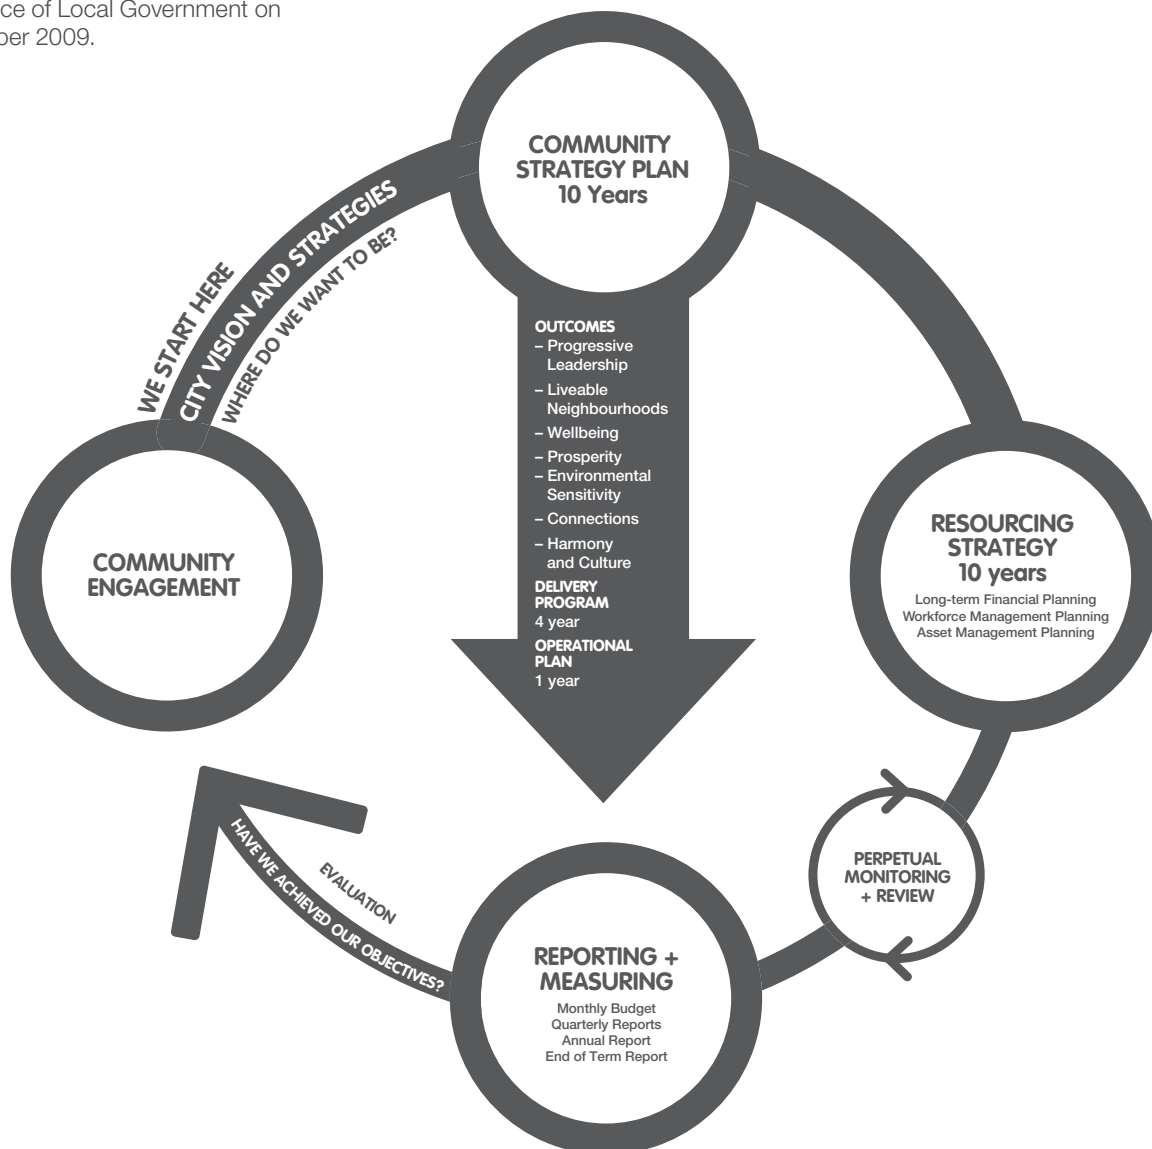 ce of Local Government on
ber 2009.
COMMUNITY
STRATEGY PLAN
10 Years
WE START HERE
CITY VISION AND STRATEGIES
WHERE DO WE WANT TO BE?
COMMUNITY
ENGAGEMENT
OUTCOMES
– Progressive
Leadership
– Liveable
Neighbourhoods
– Wellbeing
– Prosperity
– Environmental
Sensitivity
– Connections
– Harmony
and Culture
DELIVERY
PROGRAM
4 year
OPERATIONAL
PLAN
1 year
RESOURCING
STRATEGY
10 years
Long-term Financial Planning
Workforce Management Planning
Asset Management Planning
PERPETUAL
MONITORING
+ REVIEW
REPORTING +
MEASURING
Monthly Budget
Quarterly Reports
Annual Report
End of Term Report
EVALUATION
HAVE WE ACHIEVED OUR OBJECTIVES?